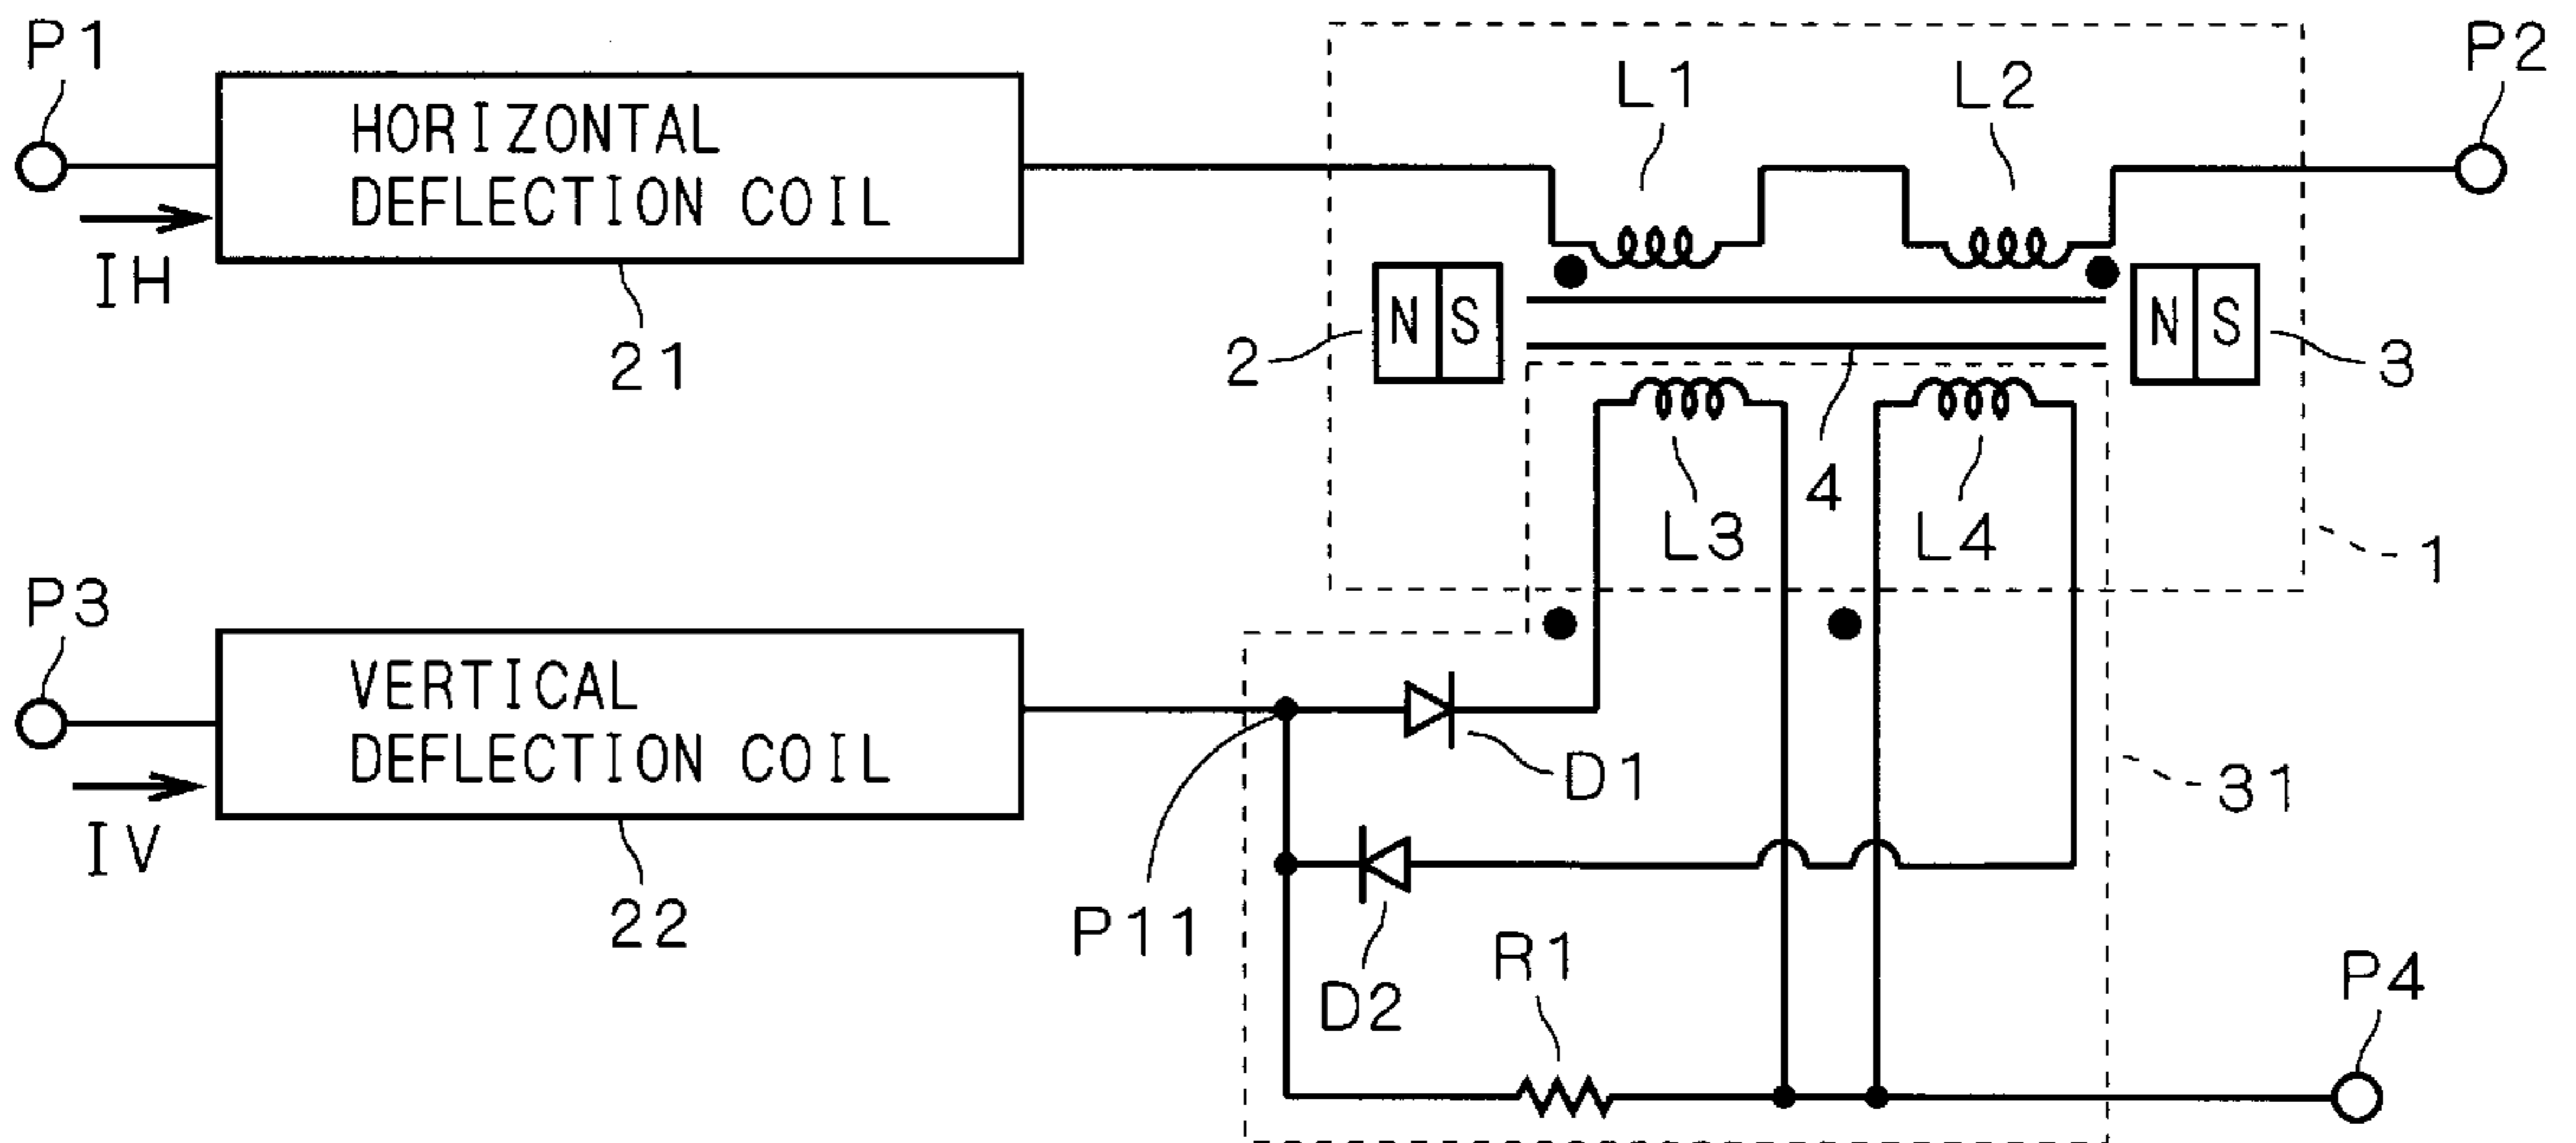 P1
P2
L1
L2
HORIZONTAL
DEFLECTION COIL
IH
21
N S
N S
2
3
4
L3
L4
1
P3
VERTICAL
DEFLECTION COIL
IV
22
P11
D1
31
D2
R1
P4